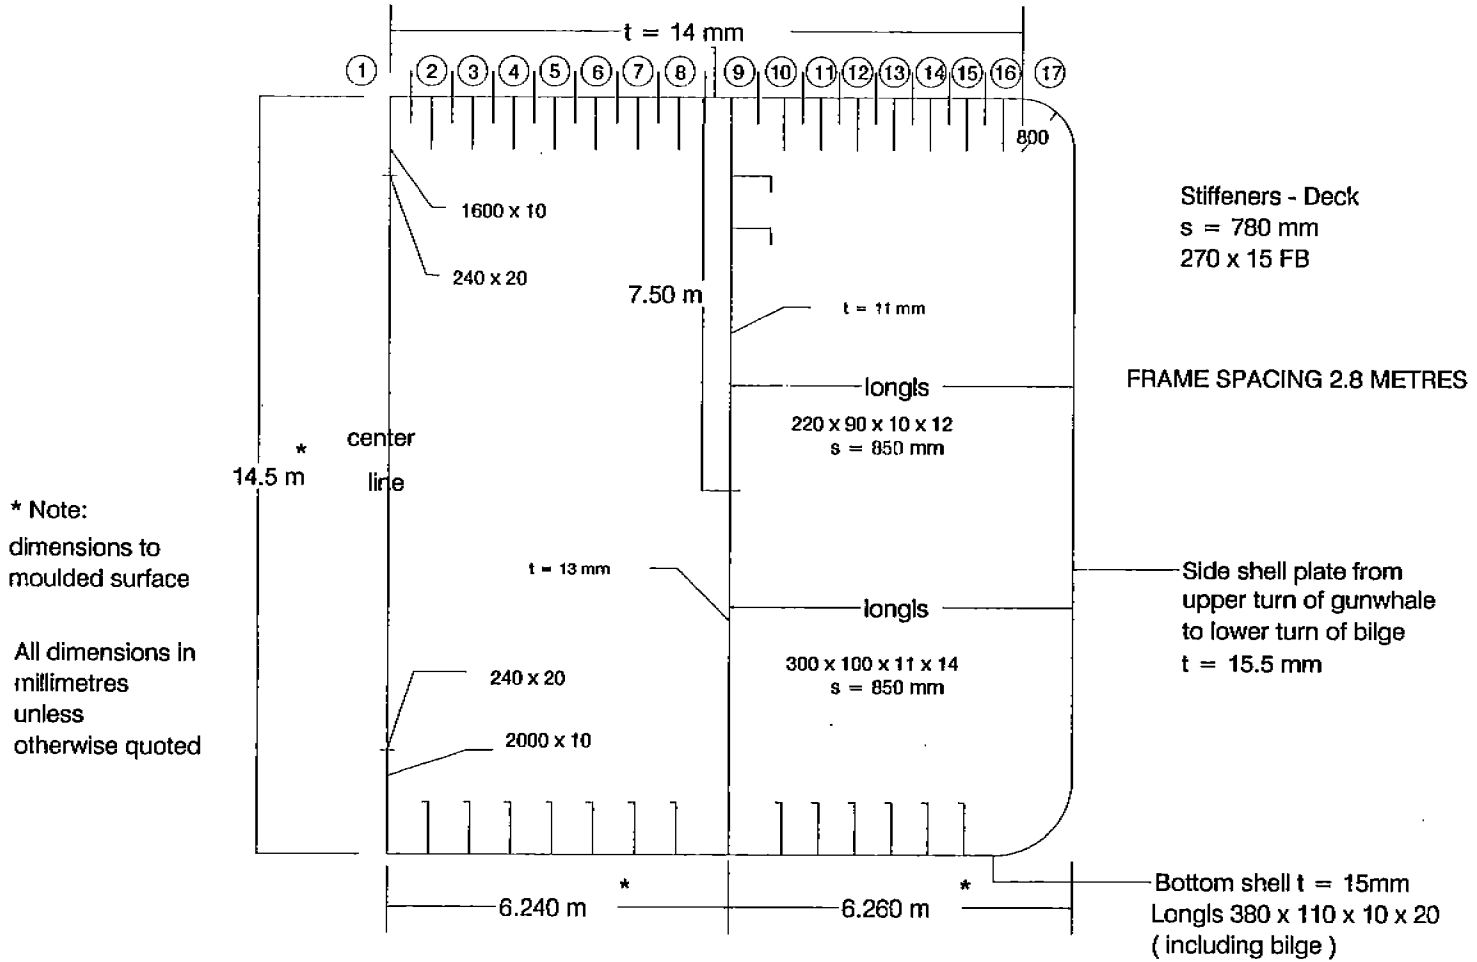 t = 14 mm
1 2 3 4 5 6 7 8 9 10 11 12 13 14 15 16 17
800
1600 x 10
240 x 20
7.50 m
t = 11 mm
Stiffeners - Deck
s = 780 mm
270 x 15 FB
FRAME SPACING 2.8 METRES
longls
220 x 90 x 10 x 12
s = 850 mm
*
center
line
14.5 m
* Note:
dimensions to
moulded surface
All dimensions in
millimetres
unless
otherwise quoted
t = 13 mm
longls
300 x 100 x 11 x 14
s = 850 mm
Side shell plate from
upper turn of gunwhale
to lower turn of bilge
t = 15.5 mm
240 x 20
2000 x 10
*
6.240 m
*
6.260 m
Bottom shell t = 15mm
Longls 380 x 110 x 10 x 20
( including bilge )